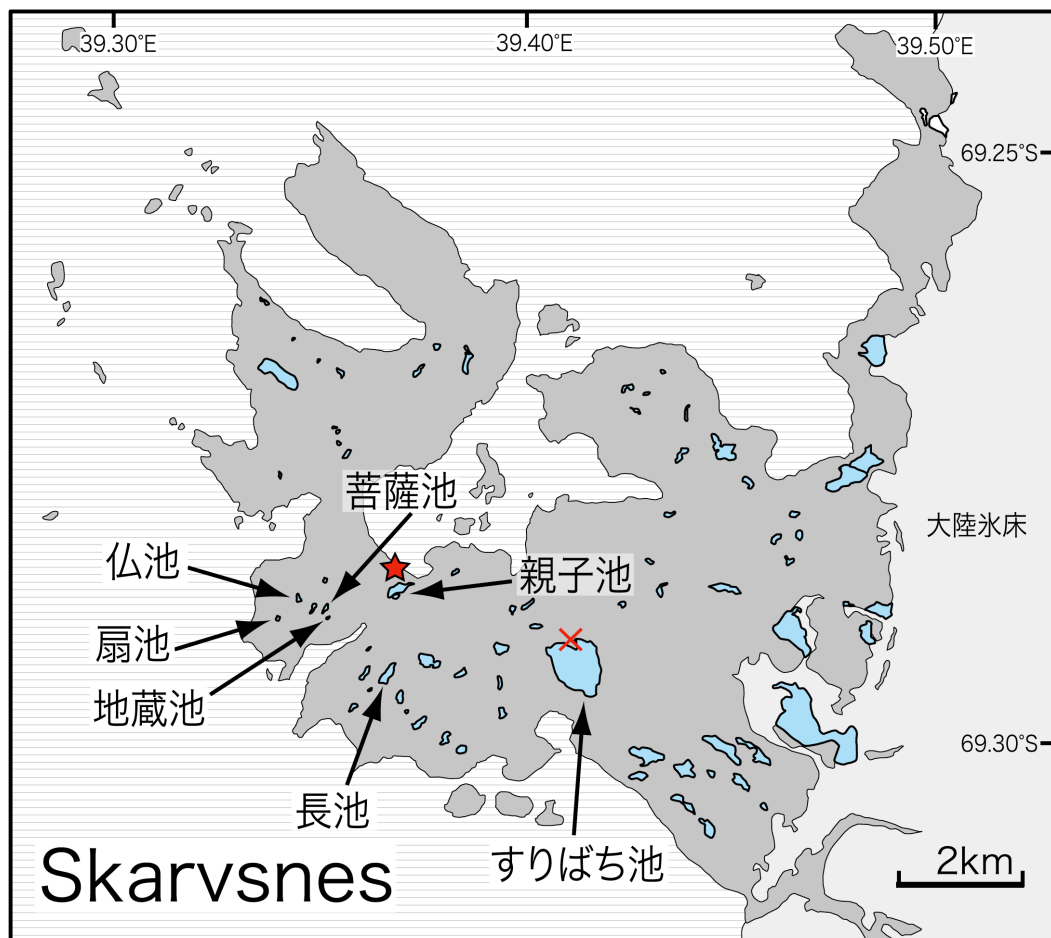 39.30°E
39.40°E
39.50°E
69.25°S
菩薩池
大陸氷床
仏池
親子池
扇池
地蔵池
69.30°S
長池
すりばち池
2km
Skarvsnes